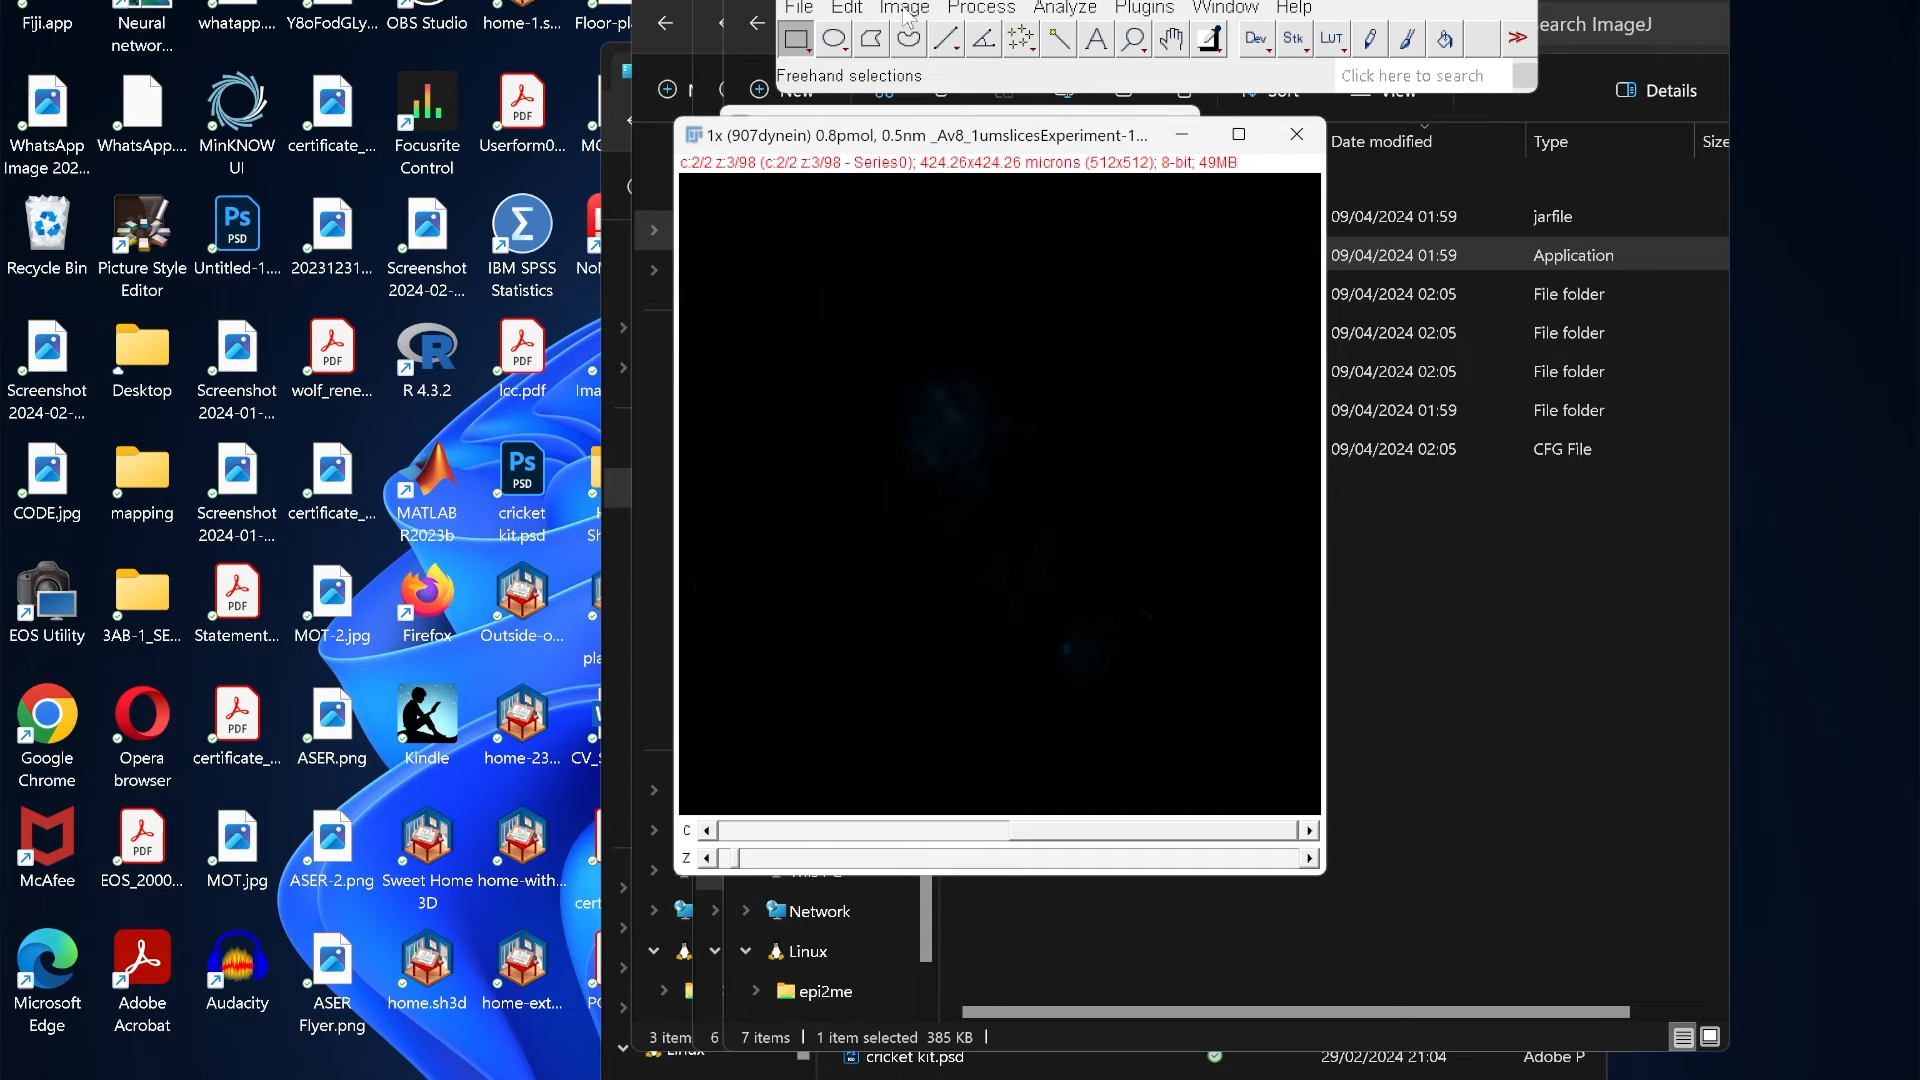 Fiji.app
Neural
networ...
whatapp....
Y8oFodGLy...
OBS Studio
home-1.s...
Floor-pl
WhatsApp
Image 202...
WhatsApp....
MinKNOW
UI
certificate_...
Focusrite
Control
Userform0...
Recycle Bin
Picture Style
Editor
Untitled-1....
20231231...
Screenshot
2024-02-...
IBM SPSS
Statistics
Screenshot
2024-02-...
Desktop
Screenshot
2024-01-...
wolf_rene...
R 4.3.2
lcc.pdf
CODE.jpg
mapping
Screenshot
2024-01-...
certificate_...
MATLAB
R2023b
cricket
kit.psd
EOS Utility
3AB-1_SE...
Statement...
MOT-2.jpg
Firefox
Outside-o...
Google
Chrome
Opera
browser
certificate_...
ASER.png
Kindle
home-23...
CV_S
McAfee
EOS_2000...
MOT.jpg
ASER-2.png
Sweet Home
3D
home-with...
cert
Microsoft
Edge
Adobe
Acrobat
Audacity
ASER
Flyer.png
home.sh3d
home-ext...
File Edit Image Process Analyze Plugins Window Help
Dev Stk LUT
Freehand selections
Click here to search
earch ImageJ
Details
1x (907dynein) 0.8pmol, 0.5nm _Av8_1umslicesExperiment-1...
c:2/2 z:3/98 (c:2/2 z:3/98 - Series0); 424.26x424.26 microns (512x512); 8-bit; 49MB
C
Z
Date modified Type Size
09/04/2024 01:59 jarfile
09/04/2024 01:59 Application
09/04/2024 02:05 File folder
09/04/2024 02:05 File folder
09/04/2024 02:05 File folder
09/04/2024 01:59 File folder
09/04/2024 02:05 CFG File
Network
Linux
epi2me
3 item 6 7 items 1 item selected 385 KB
cricket kit.psd 29/02/2024 21:04 Adobe P